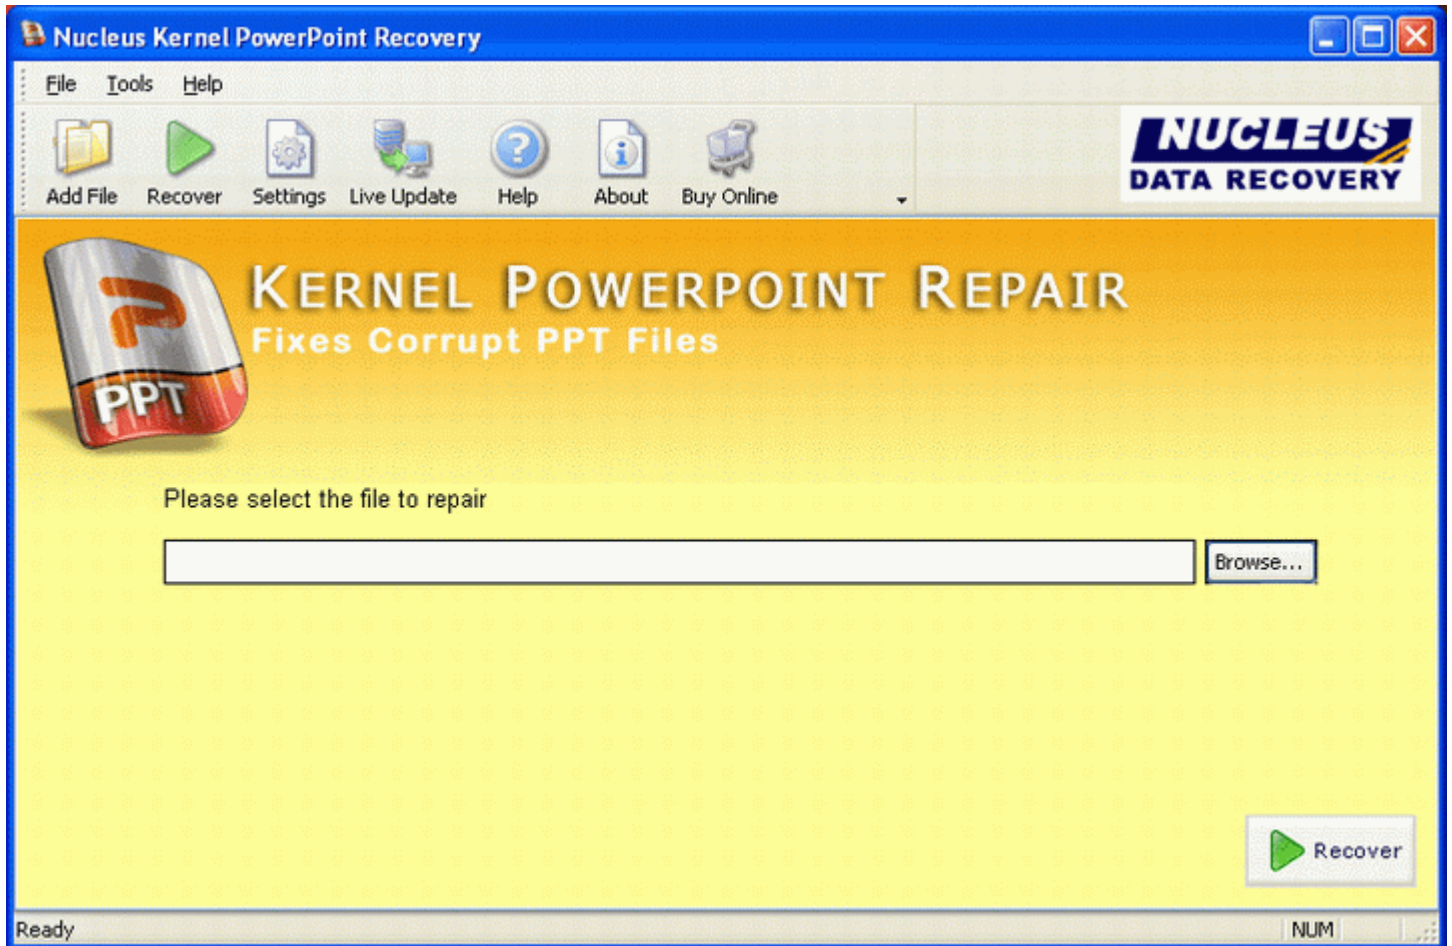 Nucleus Kernel PowerPoint Recovery
File Tools Help
Add File Recover Settings Live Update Help About Buy Online
NUCLEUS
DATA RECOVERY
KERNEL POWERPOINT REPAIR
Fixes Corrupt PPT Files
PPT
Please select the file to repair
Browse...
Recover
Ready NUM